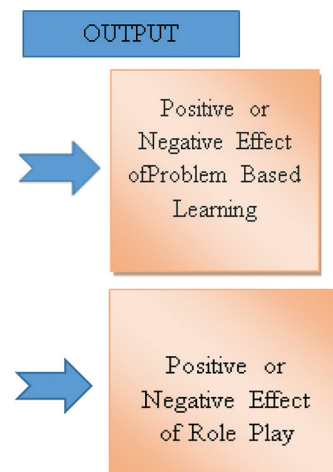 OUTPUT
Positive or
Negative Effect
ofProblem Based
Learning
Positive or
Negative Effect
of Role Play